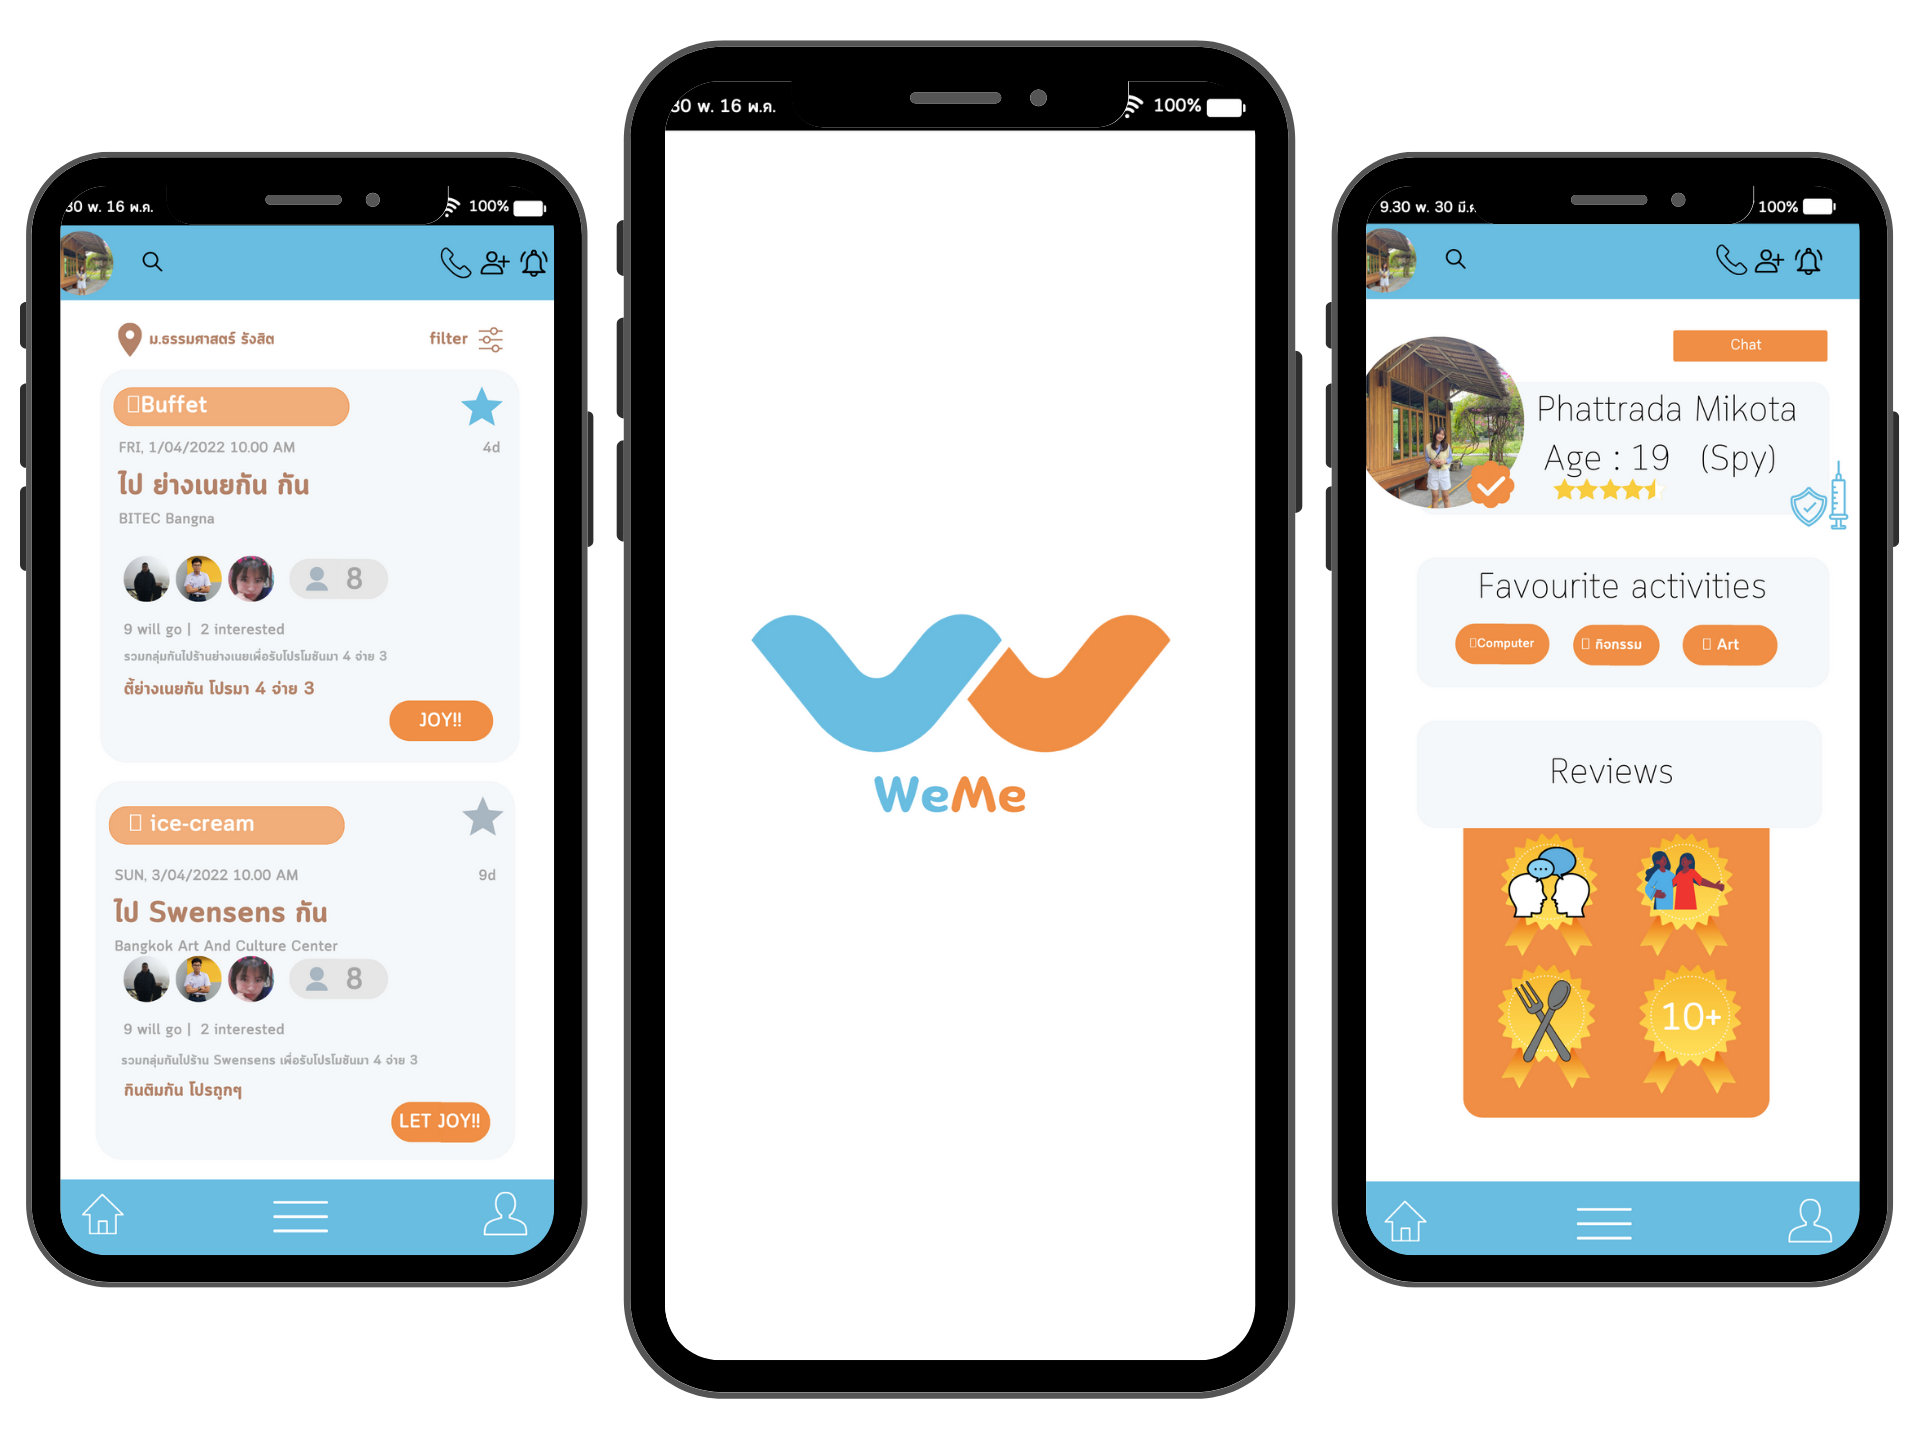 30 พ. 16 พ.ค.
100%
ม.ธรรมศาสตร์ รังสิต
filter
Buffet
FRI, 1/04/2022 10.00 AM
4d
ไป ย่างเนยกัน กัน
BITEC Bangna
8
9 will go | 2 interested
รวมกลุ่มกันไปร้านย่างเนยเพื่อรับโปรโมชันมา 4 จ่าย 3
ตี้ย่างเนยกัน โปรมา 4 จ่าย 3
JOY!!
ice-cream
SUN, 3/04/2022 10.00 AM
9d
ไป Swensens กัน
Bangkok Art And Culture Center
8
9 will go | 2 interested
รวมกลุ่มกันไปร้าน Swensens เพื่อรับโปรโมชันมา 4 จ่าย 3
กินติมกัน โปรถูกๆ
LET JOY!!
30 พ. 16 พ.ค.
100%
WeMe
9.30 พ. 30 มี.ค
100%
Chat
Phattrada Mikota
Age : 19 (Spy)
Favourite activities
Computer
กิจกรรม
Art
Reviews
10+